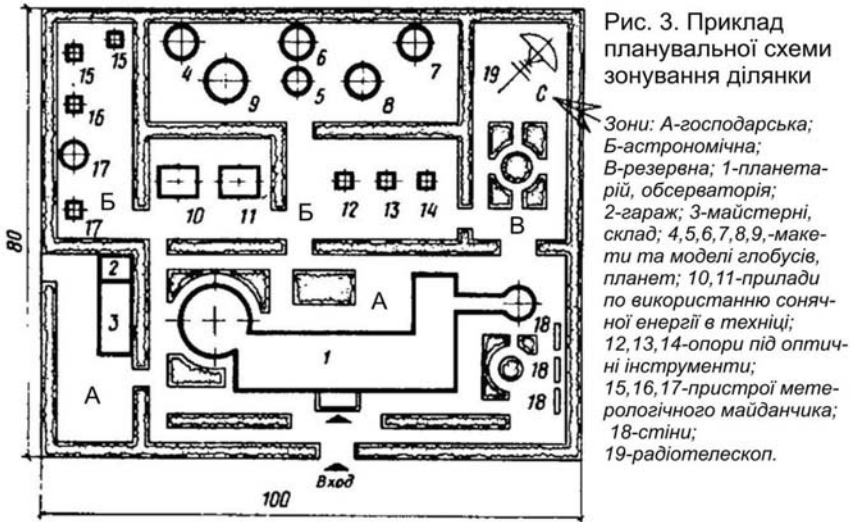 Рис. 3. Приклад
планувальної схеми
зонування ділянки
Зони: А-господарська;
Б-астрономічна;
В-резервна; 1-планета-
рій, обсерваторія;
2-гараж; 3-майстерні,
склад; 4,5,6,7,8,9,-маке-
ти та моделі глобусів,
планет; 10,11-прилади
по використанню соняч-
ної енергії в техніці;
12,13,14-опори під оптич-
ні інструменти;
15,16,17-пристрої мете-
рологічного майданчика;
18-стіни;
19-радіотелескоп.
15
15
4
6
7
19
9
5
8
С
16
17
Б
17
10
11
Б
12
13
14
В
80
2
3
А
А
1
18
18
18
Вход
100